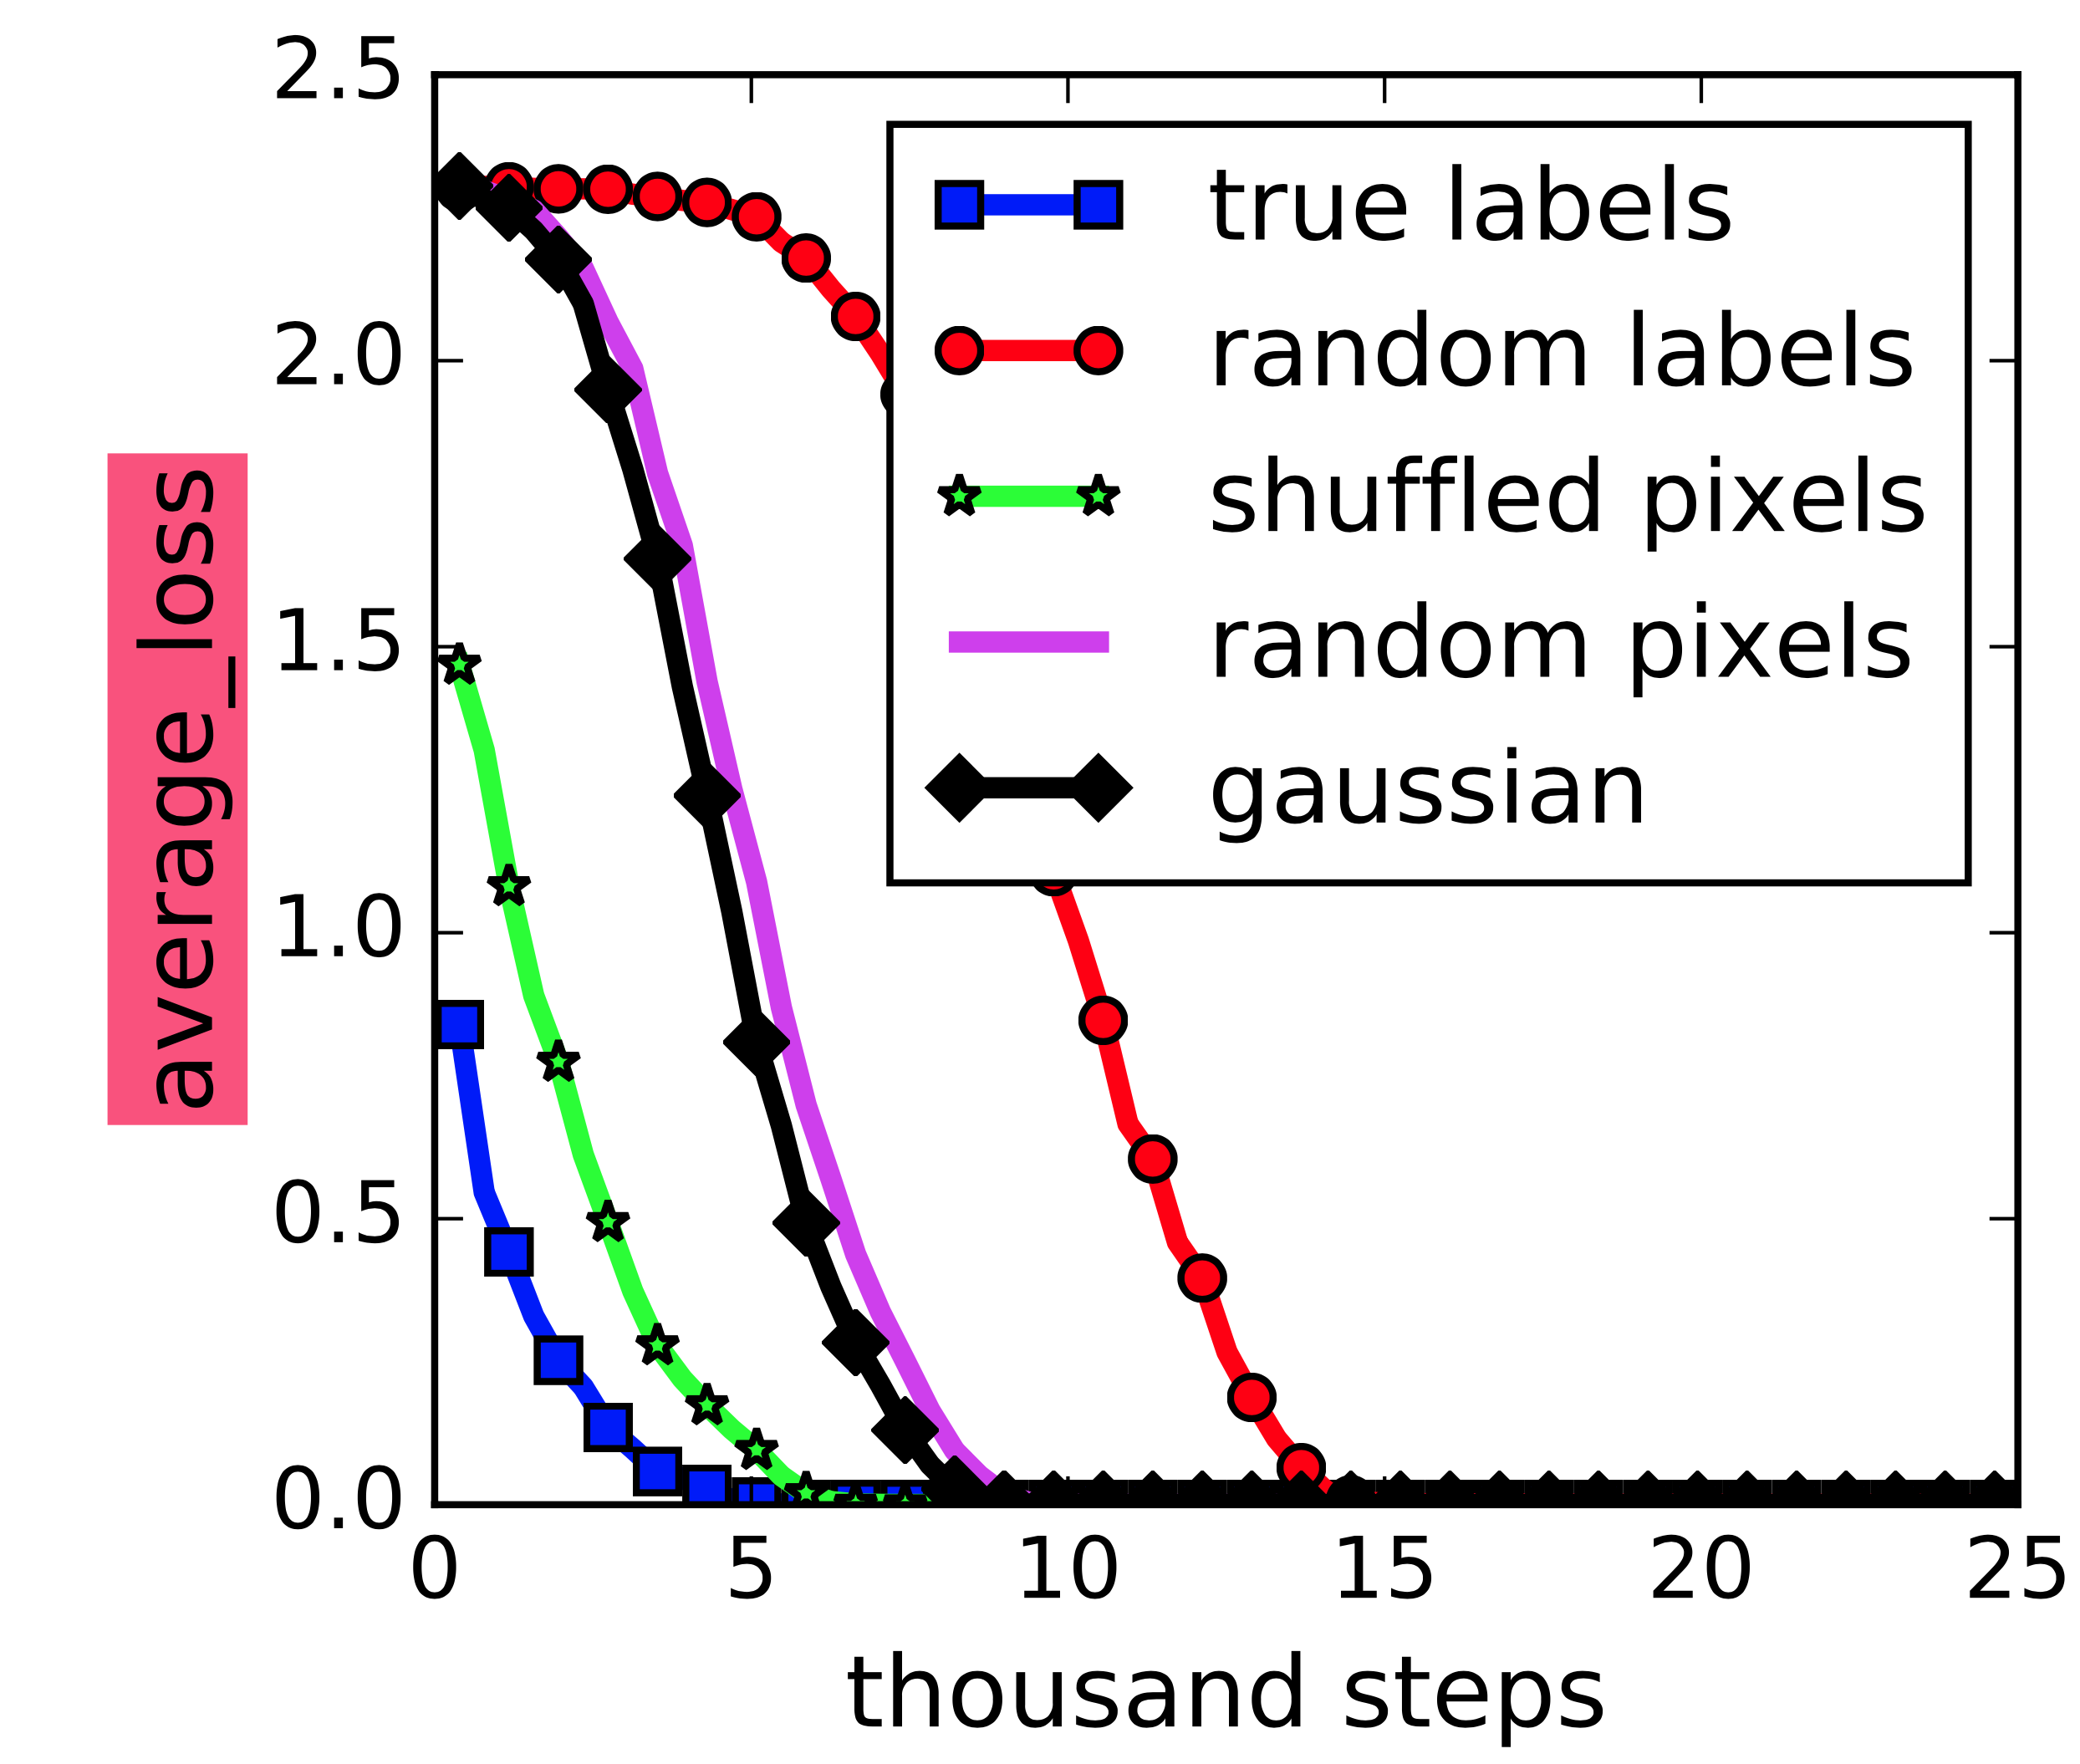 average_loss
2.5
2.0
1.5
1.0
0.5
0.0
true labels
random labels
shuffled pixels
random pixels
gaussian
0 5 10 15 20 25
thousand steps